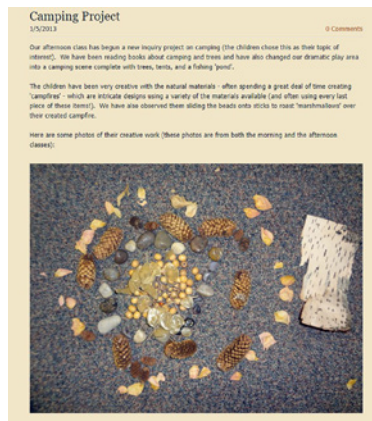 Camping Project
1/5/2013
0 Comments
Our afternoon class has begun a new inquiry project on camping (the children chose this as their topic of
interest). We have been reading books about camping and trees and have also changed our dramatic play area
into a camping scene complete with trees, tents, and a fishing 'pond'.
The children have been very creative with the natural materials - often spending a great deal of time creating
'campfires' - which are intricate designs using a variety of the materials available (and often using every last
piece of these items!). We have also observed them sliding the beads onto sticks to roast 'marshmallows' over
their created campfire.
Here are some photos of their creative work (these photos are from both the morning and the afternoon
classes):